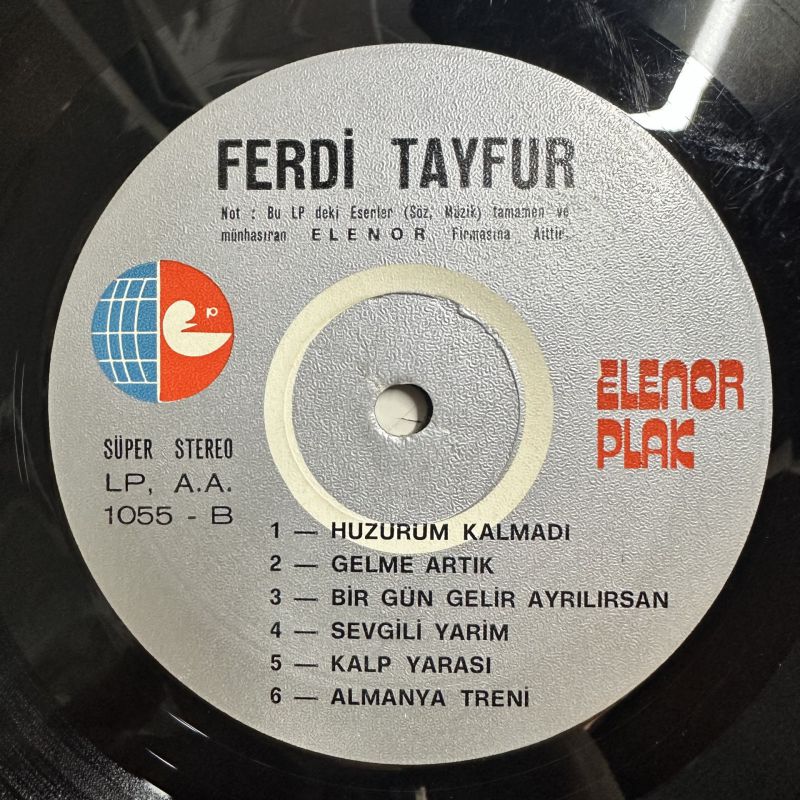 FERDİ TAYFUR
Not : Bu LP deki Eserler (Söz, Müzik) tamamen ve
münhasıran ELENOR Firmasına Aittir.
p
ELENOR
PLAK
SÜPER STEREO
LP, A.A.
1055 - B
1 — HUZURUM KALMADI
2 — GELME ARTIK
3 — BİR GÜN GELİR AYRILIRSAN
4 — SEVGİLİ YARİM
5 — KALP YARASI
6 — ALMANYA TRENİ